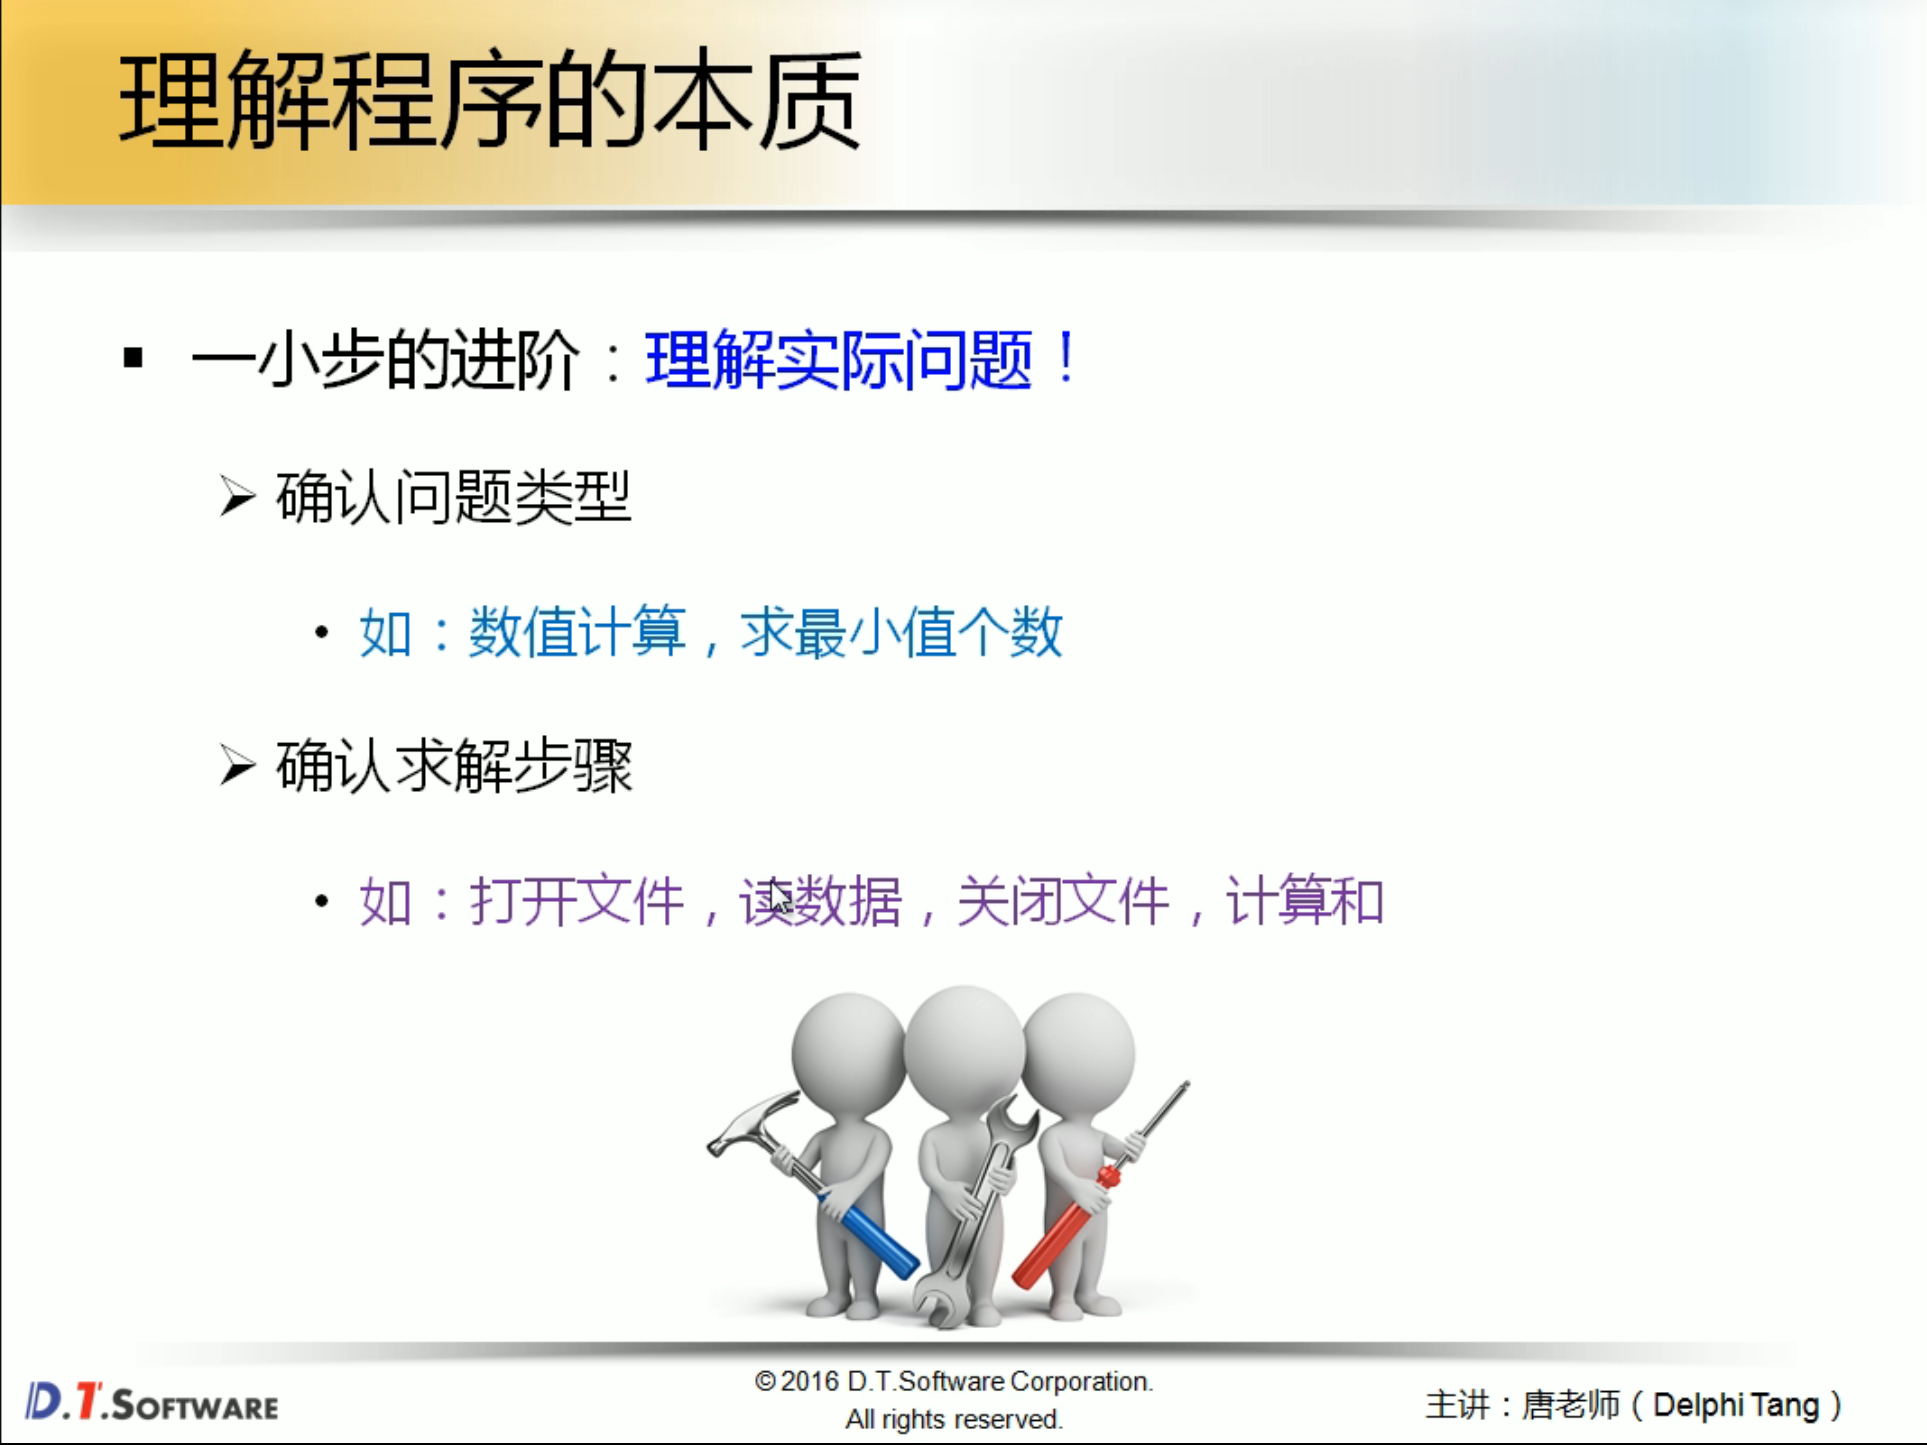 理解程序的本质
一小步的进阶：理解实际问题！
确认问题类型
如：数值计算，求最小值个数
确认求解步骤
如：打开文件，读数据，关闭文件，计算和
D.T.SOFTWARE
© 2016 D.T.Software Corporation.
All rights reserved.
主讲：唐老师（Delphi Tang）